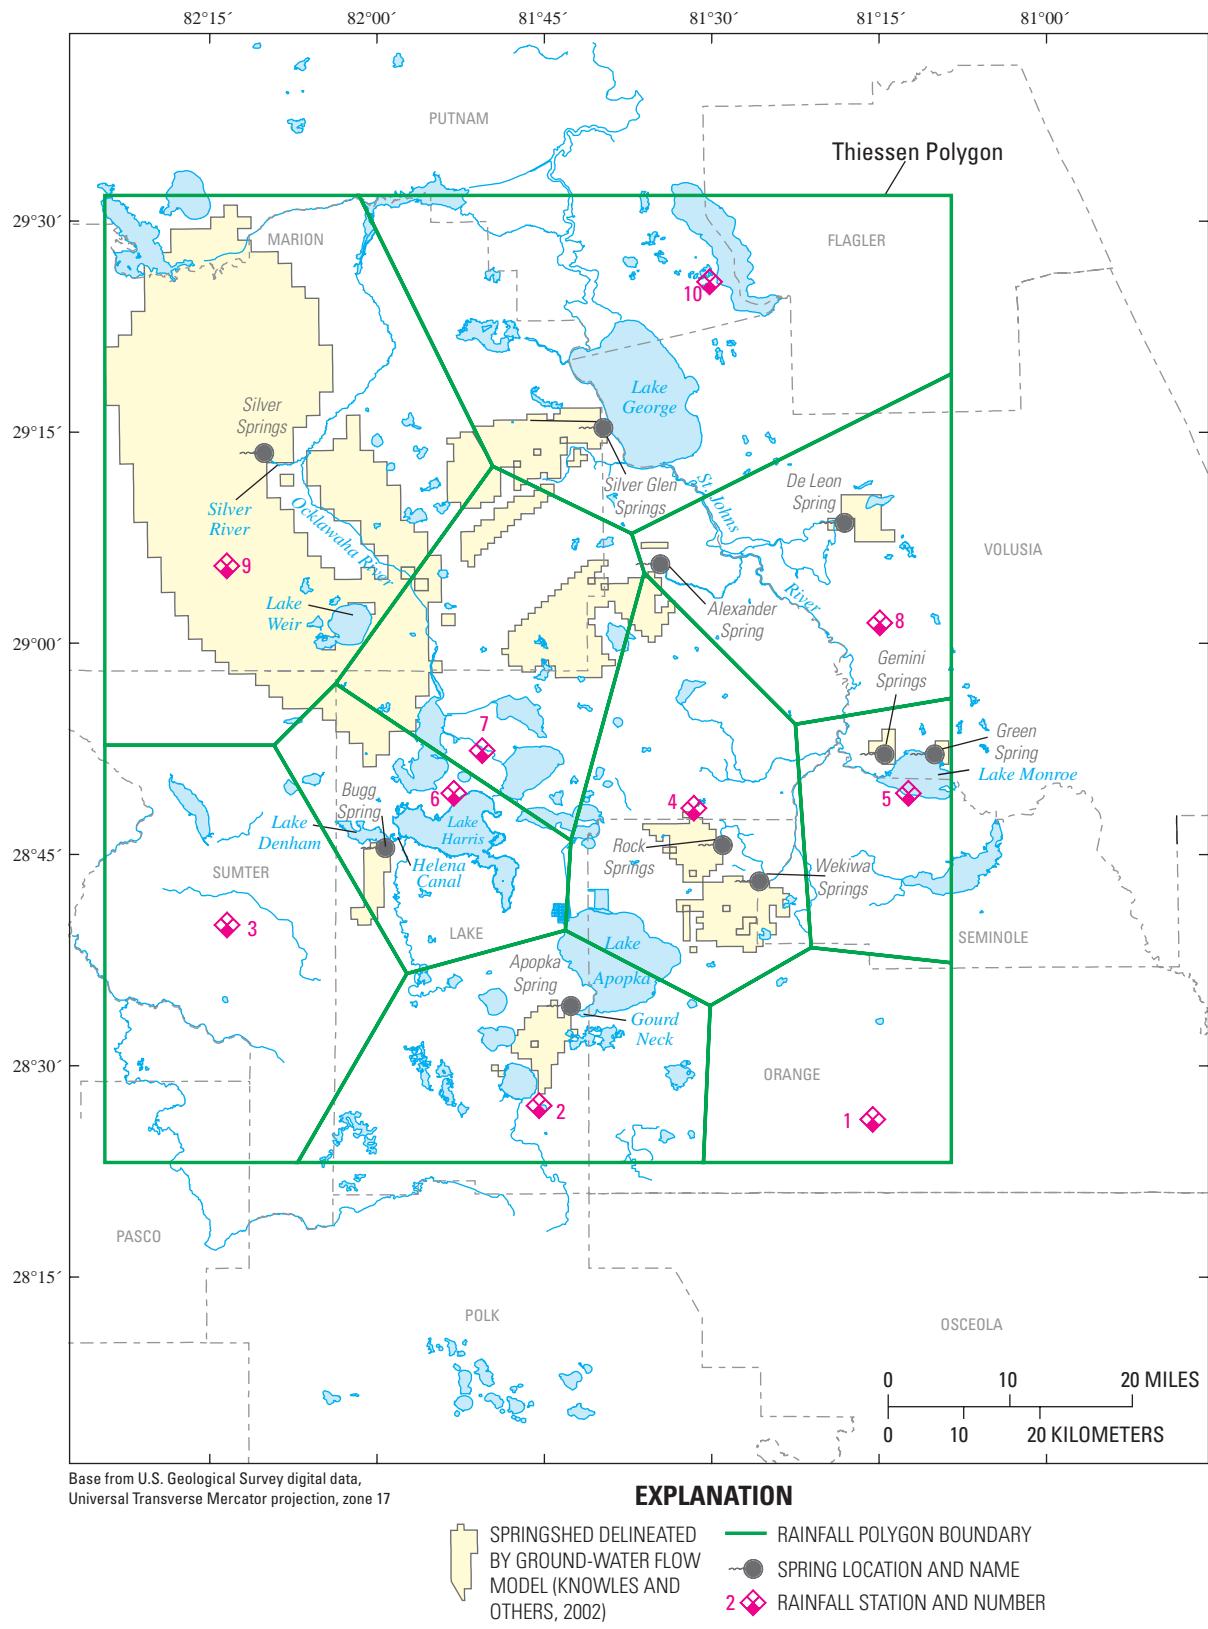 82°15´
82°00´
81°45´
81°30´
81°15´
81°00´
PUTNAM
Thiessen Polygon
29°30´
MARION
FLAGLER
10
Lake
George
Silver
Springs
29°15´
Silver Glen
Springs
St. Johns
River
De Leon
Spring
Silver
River
Ocklawaha River
VOLUSIA
9
Lake
Weir
Alexander
Spring
8
29°00´
Gemini
Springs
7
Green
Spring
Lake Monroe
6
4
5
Bugg
Spring
Lake
Denham
Lake
Harris
Rock
Springs
28°45´
Helena
Canal
Wekiwa
Springs
SUMTER
3
LAKE
SEMINOLE
Lake
Apopka
Apopka
Spring
Gourd
Neck
28°30´
ORANGE
2
1
PASCO
28°15´
POLK
OSCEOLA
0 10 20 MILES
0 10 20 KILOMETERS
Base from U.S. Geological Survey digital data,
Universal Transverse Mercator projection, zone 17
EXPLANATION
SPRINGSHED DELINEATED
BY GROUND-WATER FLOW
MODEL (KNOWLES AND
OTHERS, 2002)
RAINFALL POLYGON BOUNDARY
SPRING LOCATION AND NAME
2 RAINFALL STATION AND NUMBER